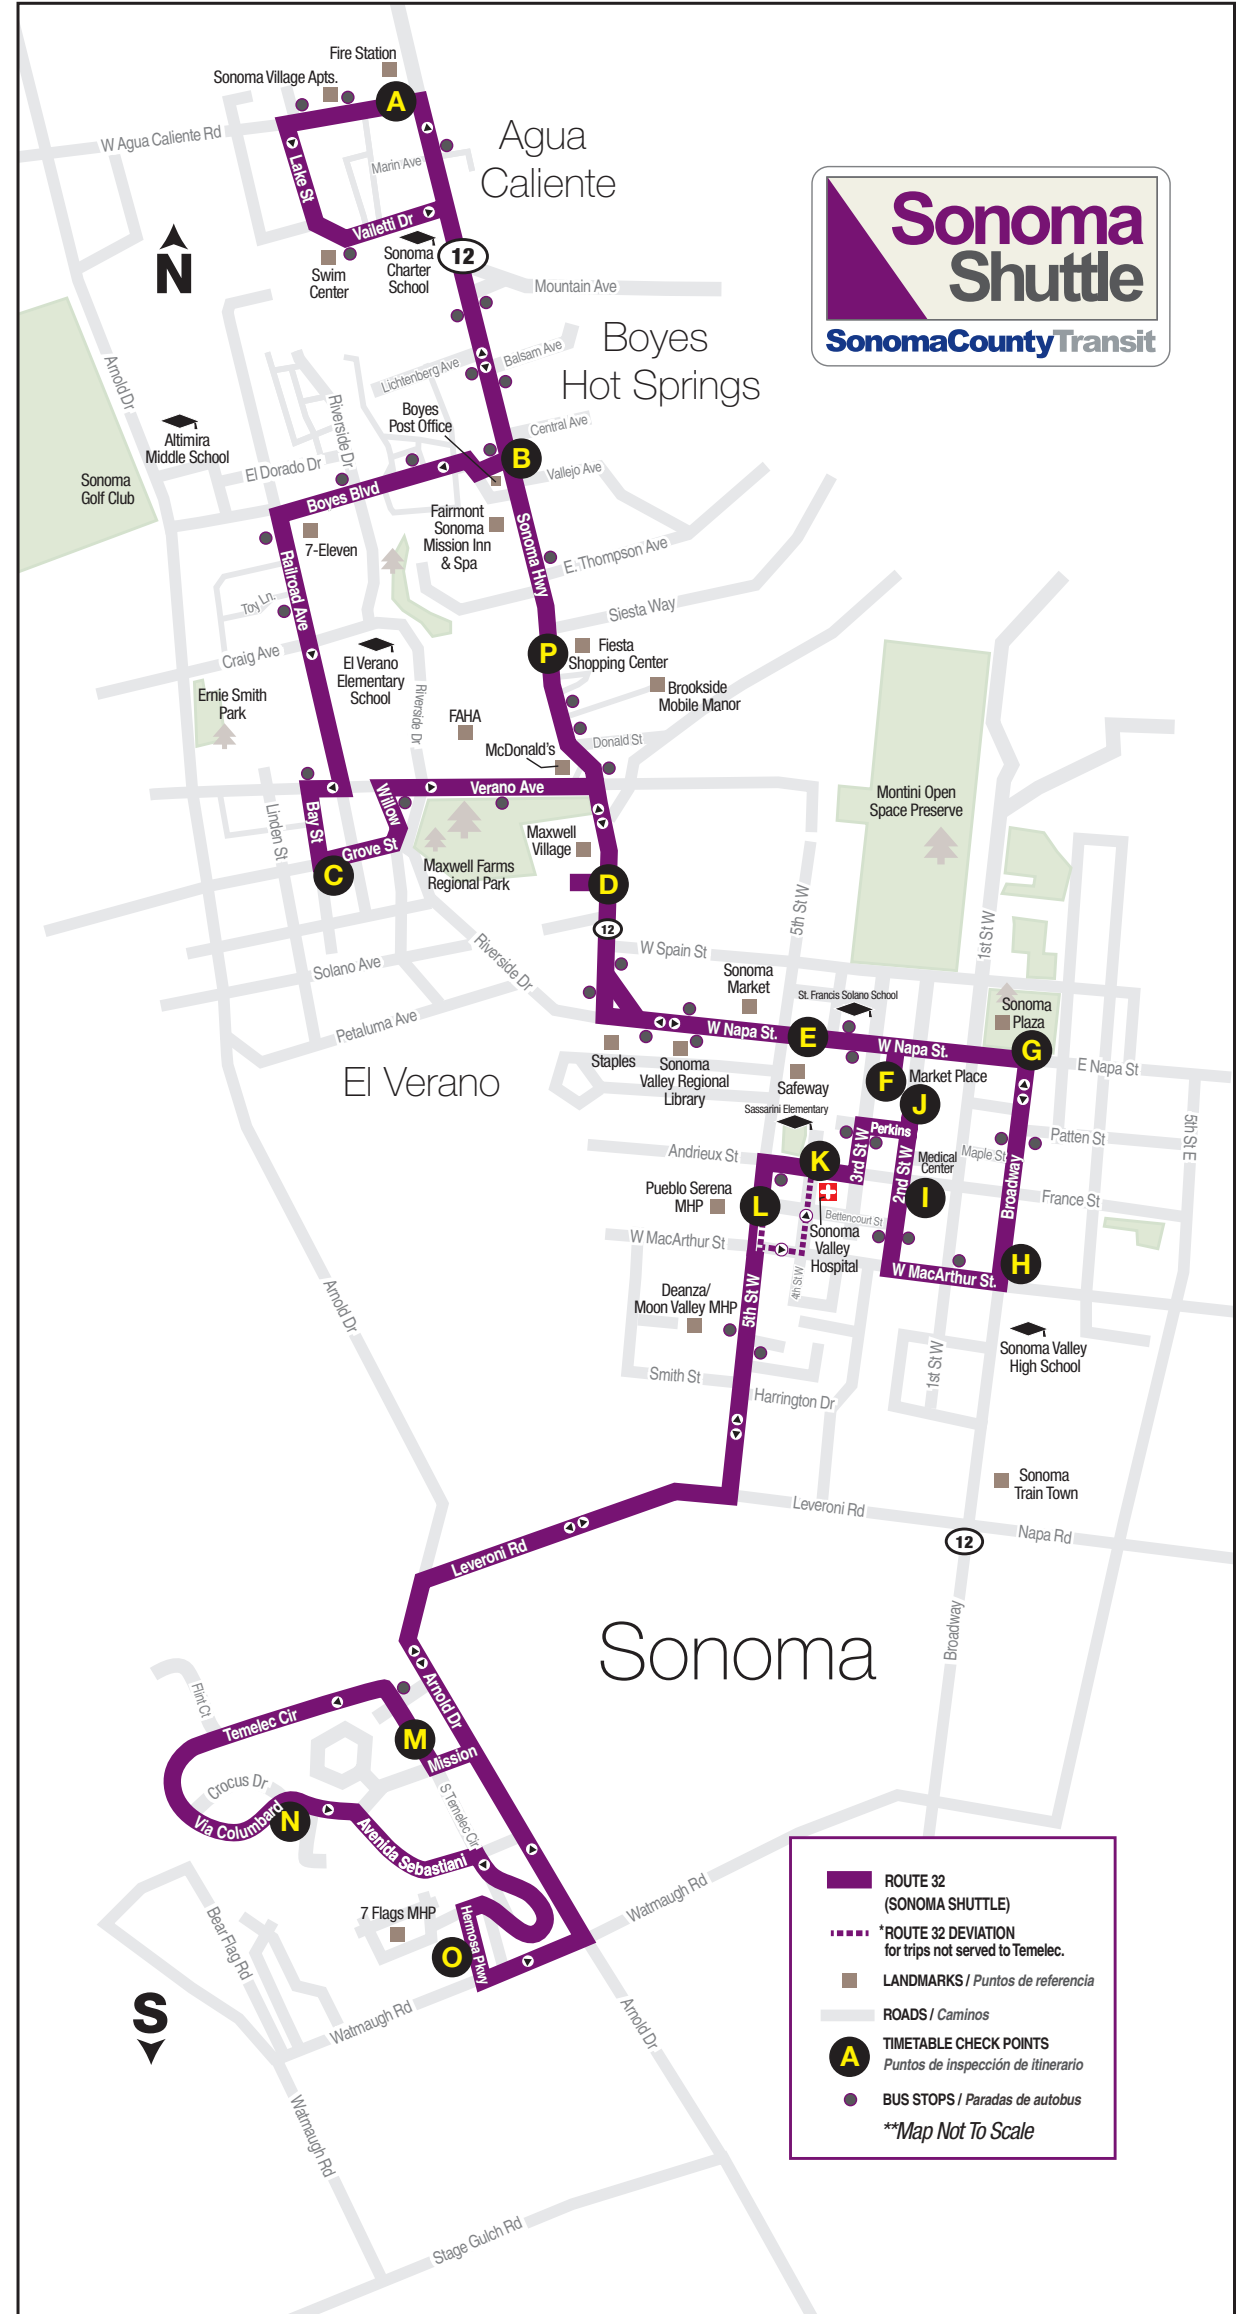 Fire Station
Sonoma Village Apts.
A
W Agua Caliente Rd
Agua
Caliente
Marin Ave
Lake St
Vailetti Dr
Sonoma
Charter
School
12
Swim
Center
N
Mountain Ave
Sonoma
Shuttle
SonomaCountyTransit
Boyes
Hot Springs
Arnold Dr
Lichtenberg Ave
Balsam Ave
Riverside Dr
Boyes
Post Office
Central Ave
Altimira
Middle School
El Dorado Dr
B
Vallejo Ave
Sonoma
Golf Club
Boyes Blvd
Fairmont
Sonoma
Mission Inn
& Spa
Sonoma Hwy
7-Eleven
E. Thompson Ave
Railroad Ave
Toy Ln.
Siesta Way
Craig Ave
El Verano
Elementary
School
P
Fiesta
Shopping Center
Ernie Smith
Park
Riverside Dr
Brookside
Mobile Manor
FAHA
McDonald's
Donald St
Verano Ave
Willow
Bay St
Linden St
Grove St
C
Maxwell
Village
Maxwell Farms
Regional Park
D
12
Montini Open
Space Preserve
5th St W
1st St W
W Spain St
Riverside Dr
Solano Ave
Petaluma Ave
Sonoma
Market
St. Francis Solano School
Sonoma
Plaza
W Napa St.
E
W Napa St.
G
E Napa St
Staples
Sonoma
Valley Regional
Library
Safeway
F
Market Place
J
El Verano
Sassarini Elementary
Perkins
Patten St
5th St E
Andrieux St
K
3rd St W
2nd St W
Medical
Center
Maple St
Broadway
France St
Pueblo Serena
MHP
L
I
Bettencourt St
W MacArthur St
Sonoma
Valley
Hospital
4th St W
W MacArthur St.
H
Arnold Dr
Deanza/
Moon Valley MHP
5th St W
1st St W
Sonoma Valley
High School
Smith St
Harrington Dr
Sonoma
Train Town
Leveroni Rd
12
Napa Rd
Leveroni Rd
Broadway
Sonoma
Arnold Dr
Flint Ct
Temelec Cir
M
Mission
Crocus Dr
S Temelec Cir
Via Columbard
N
Avenida Sebastiani
7 Flags MHP
Hermosa Pkwy
O
Watmaugh Rd
Bear Flag Rd
Watmaugh Rd
S
Arnold Dr
Watmaugh Rd
Stage Gulch Rd
ROUTE 32
(SONOMA SHUTTLE)
*ROUTE 32 DEVIATION
for trips not served to Temelec.
LANDMARKS / Puntos de referencia
ROADS / Caminos
A
TIMETABLE CHECK POINTS
Puntos de inspección de itinerario
BUS STOPS / Paradas de autobus
**Map Not To Scale